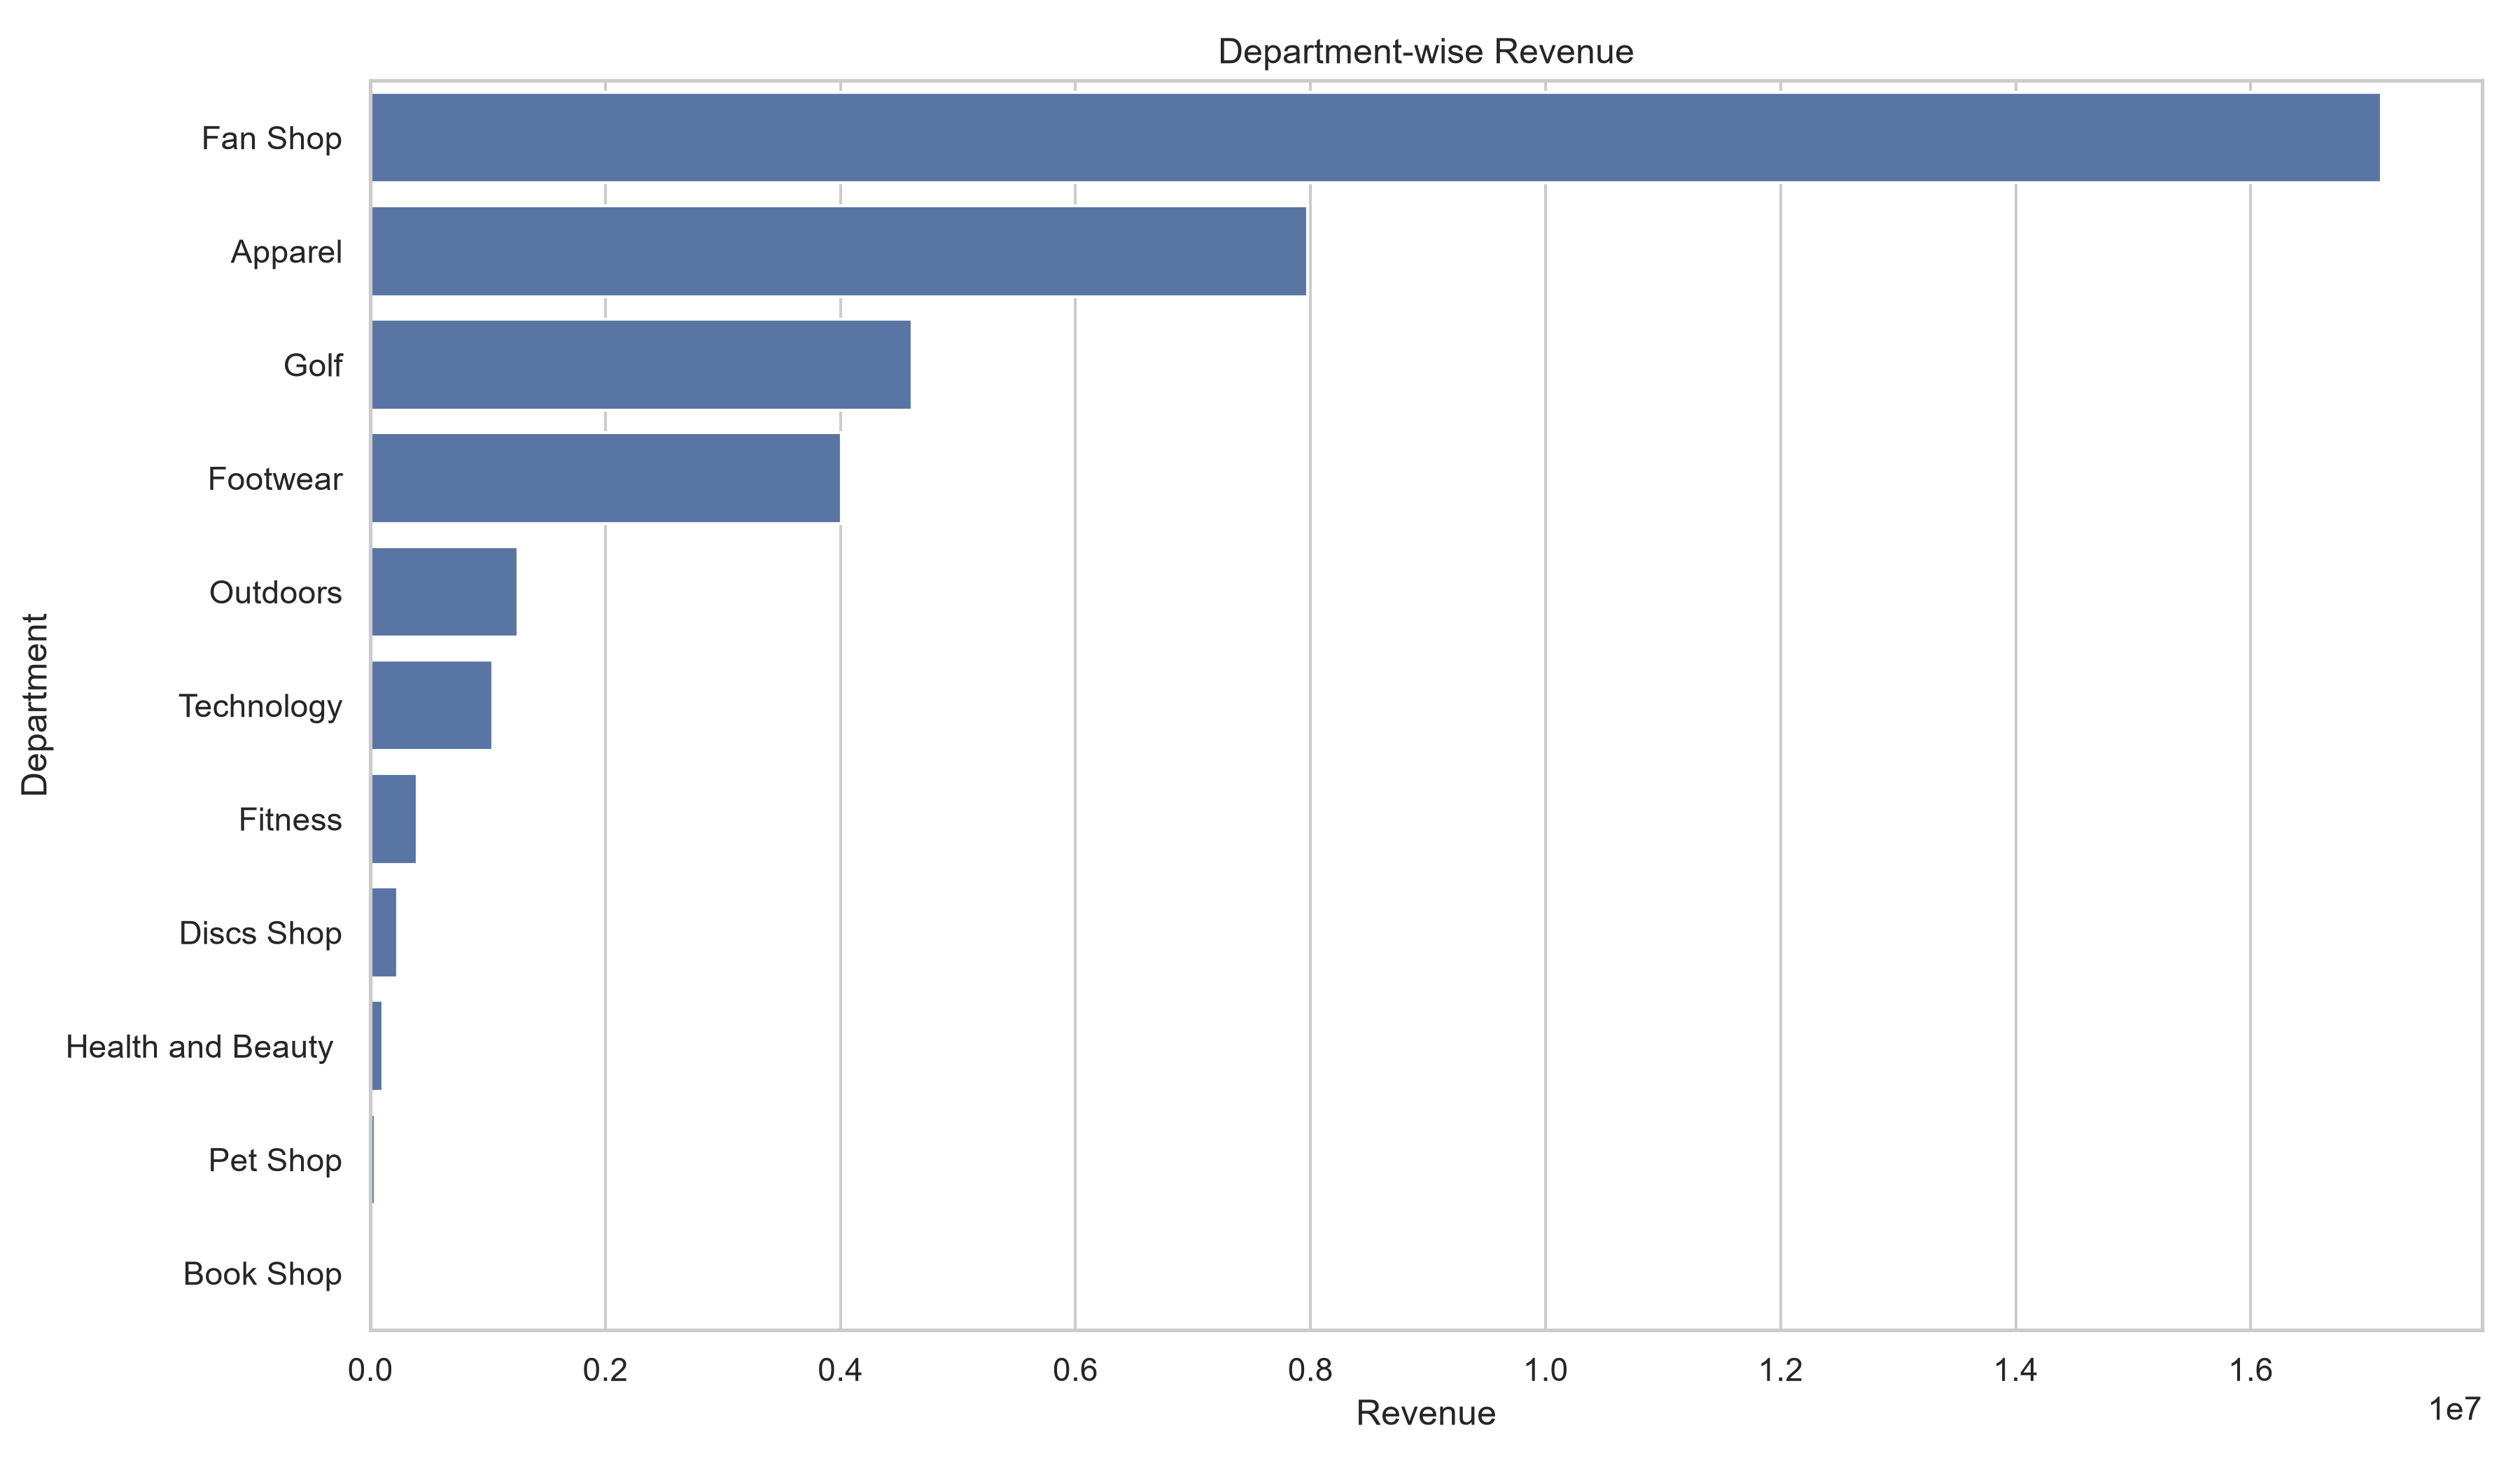 Department-wise Revenue
Fan Shop
Apparel
Golf
Footwear
Outdoors
Technology
Fitness
Discs Shop
Health and Beauty
Pet Shop
Book Shop
Department
0.0 0.2 0.4 0.6 0.8 1.0 1.2 1.4 1.6
1e7
Revenue